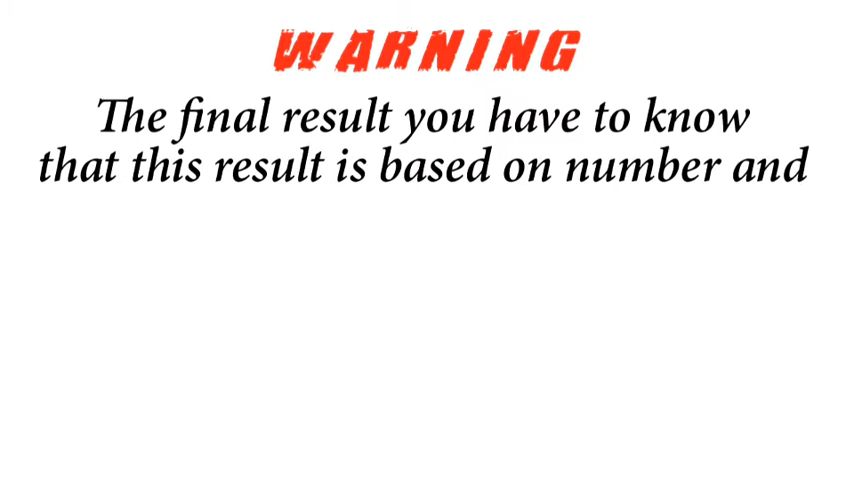 WARNING
The final result you have to know
that this result is based on number and